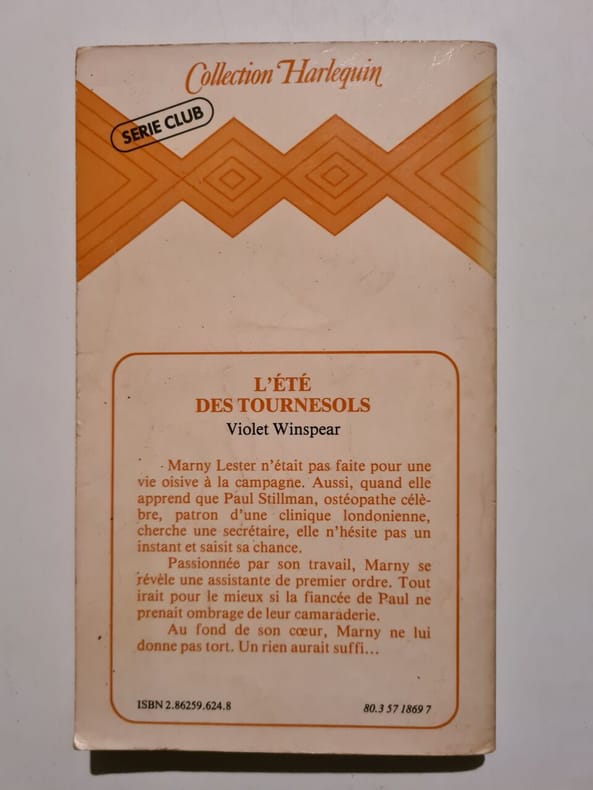 Collection Harlequin
SERIE CLUB
L'ÉTÉ
DES TOURNESOLS
Violet Winspear
Marny Lester n'était pas faite pour une
vie oisive à la campagne. Aussi, quand elle
apprend que Paul Stillman, ostéopathe célè-
bre, patron d'une clinique londonienne,
cherche une secrétaire, elle n'hésite pas un
instant et saisit sa chance.
Passionnée par son travail, Marny se
révèle une assistante de premier ordre. Tout
irait pour le mieux si la fiancée de Paul ne
prenait ombrage de leur camaraderie.
Au fond de son cœur, Marny ne lui
donne pas tort. Un rien aurait suffi...
ISBN 2.86259.624.8 80.3 57 1869 7